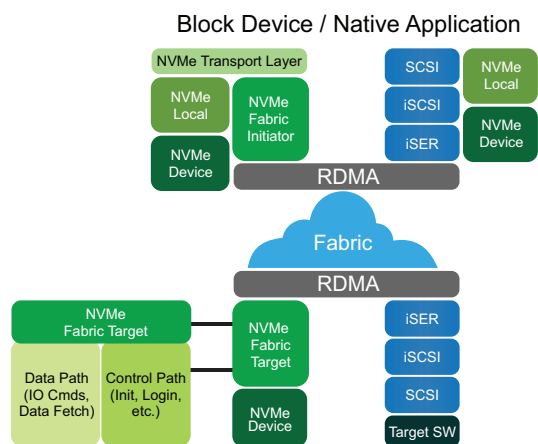 Block Device / Native Application
NVMe Transport Layer
NVMe
Local
NVMe
Device
NVMe
Fabric
Initiator
SCSI
iSCSI
iSER
NVMe
Local
NVMe
Device
RDMA
Fabric
RDMA
NVMe
Fabric Target
Data Path
(IO Cmds,
Data Fetch)
Control Path
(Init, Login,
etc.)
NVMe
Fabric
Target
NVMe
Device
iSER
iSCSI
SCSI
Target SW